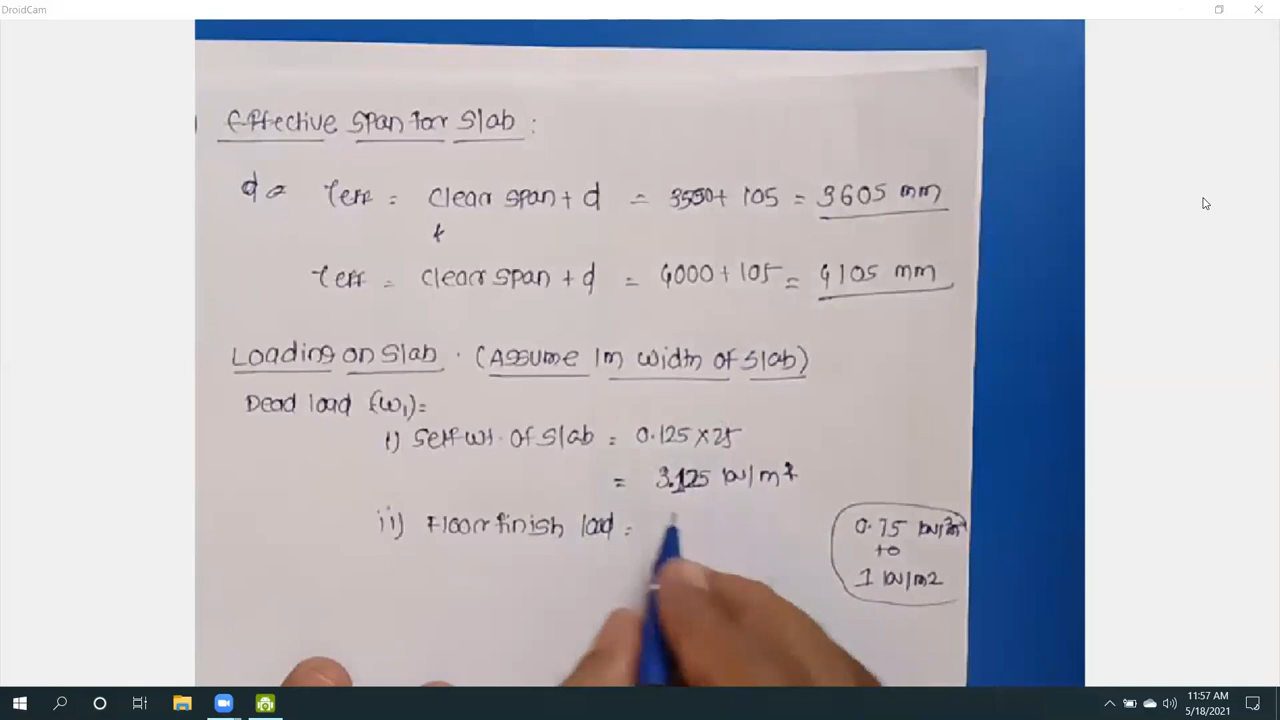 DroidCam
Effective Span for Slab :
d = leff = clear span + d = 3500 + 105 = 3605 mm
&
leff = clear span + d = 4000 + 105 = 4105 mm
Loading on Slab . (Assume 1m width of Slab)
Dead load (w₁) =
i) Self wt. of Slab = 0.125 × 25
= 3.125 kN/m²
ii) Floor finish load =
0.75 kN/m²
to
1 kN/m2
11:57 AM
5/18/2021